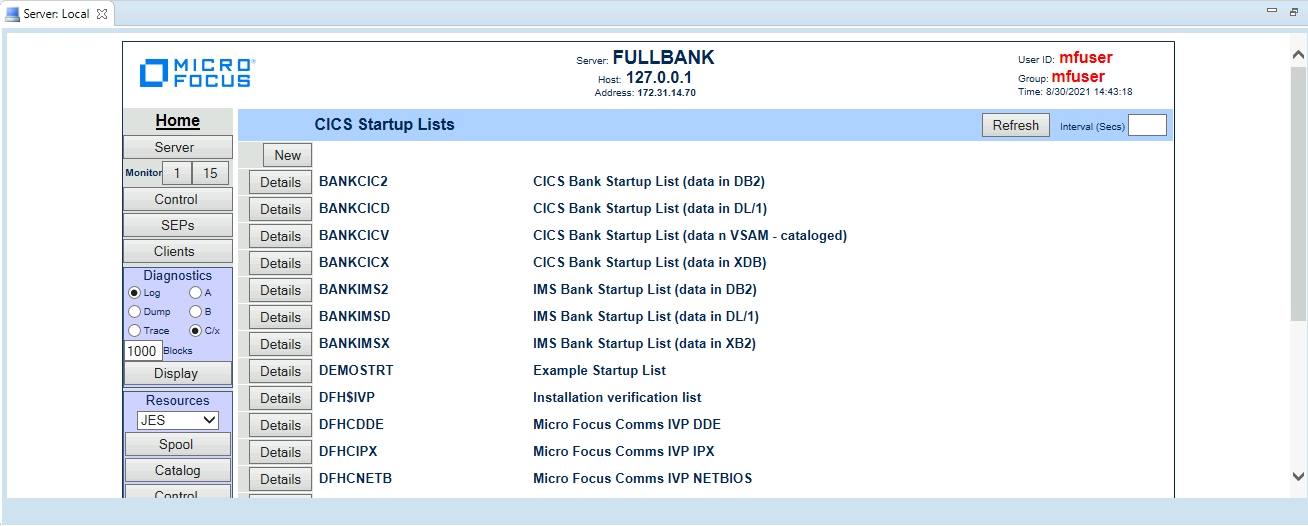 Server: Local
MICRO FOCUS
Server: FULLBANK
Host: 127.0.0.1
Address: 172.31.14.70
User ID: mfuser
Group: mfuser
Time: 8/30/2021 14:43:18
Home
Server
Monitor 1 15
Control
SEPs
Clients
Diagnostics
Log A
Dump B
Trace C/x
1000 Blocks
Display
Resources
JES
Spool
Catalog
Control
CICS Startup Lists Refresh Interval (Secs)
New
Details BANKCIC2 CICS Bank Startup List (data in DB2)
Details BANKCICD CICS Bank Startup List (data in DL/1)
Details BANKCICV CICS Bank Startup List (data n VSAM - cataloged)
Details BANKCICX CICS Bank Startup List (data in XDB)
Details BANKIMS2 IMS Bank Startup List (data in DB2)
Details BANKIMSD IMS Bank Startup List (data in DL/1)
Details BANKIMSX IMS Bank Startup List (data in XB2)
Details DEMOSTRT Example Startup List
Details DFH$IVP Installation verification list
Details DFHCDDE Micro Focus Comms IVP DDE
Details DFHCIPX Micro Focus Comms IVP IPX
Details DFHCNETB Micro Focus Comms IVP NETBIOS